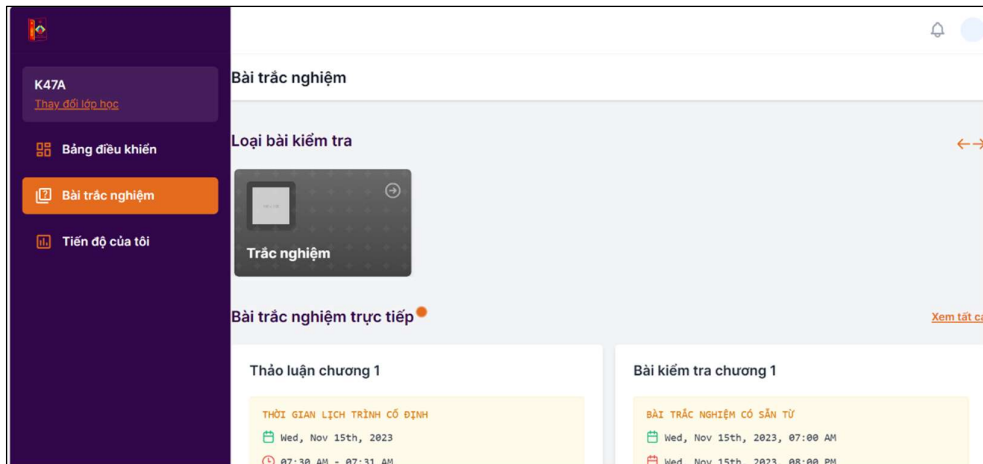 K47A
Thay đổi lớp học
Bảng điều khiển
Bài trắc nghiệm
Tiến độ của tôi
Bài trắc nghiệm
Loại bài kiểm tra
Trắc nghiệm
Bài trắc nghiệm trực tiếp
Xem tất cả
Thảo luận chương 1
THỜI GIAN LỊCH TRÌNH CỐ ĐỊNH
Wed, Nov 15th, 2023
07:30 AM - 07:31 AM
Bài kiểm tra chương 1
BÀI TRẮC NGHIỆM CÓ SẴN TỪ
Wed, Nov 15th, 2023, 07:00 AM
Wed, Nov 15th, 2023, 08:00 PM